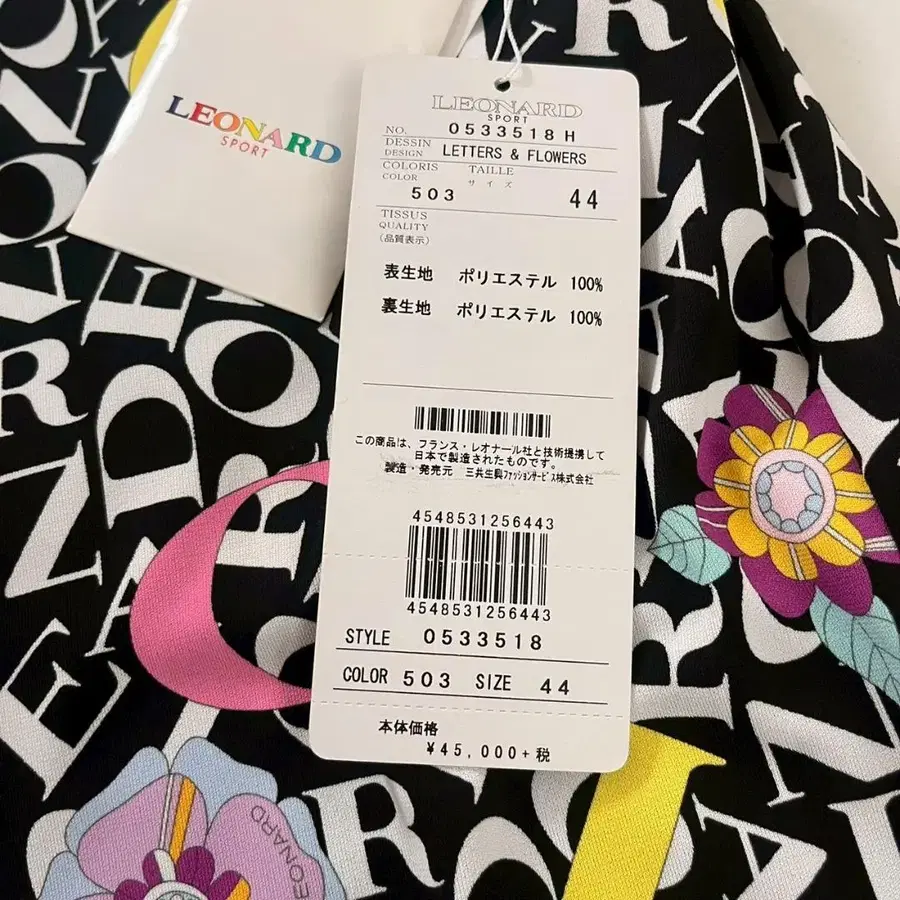 LEONARD
SPORT
LEONARD
SPORT
NO. 0533518 H
DESSIN
DESIGN LETTERS & FLOWERS
COLORIS TAILLE
COLOR サイズ
503 44
TISSUS
QUALITY
(品質表示)
表生地 ポリエステル 100%
裏生地 ポリエステル 100%
この商品は、フランス・レオナール社と技術提携して
日本で製造されたものです。
製造・発売元 三共生興ファッションサービス株式会社
4548531256443
4548531256443
STYLE 0533518
COLOR 503 SIZE 44
本体価格
¥45,000+税
LEONARD